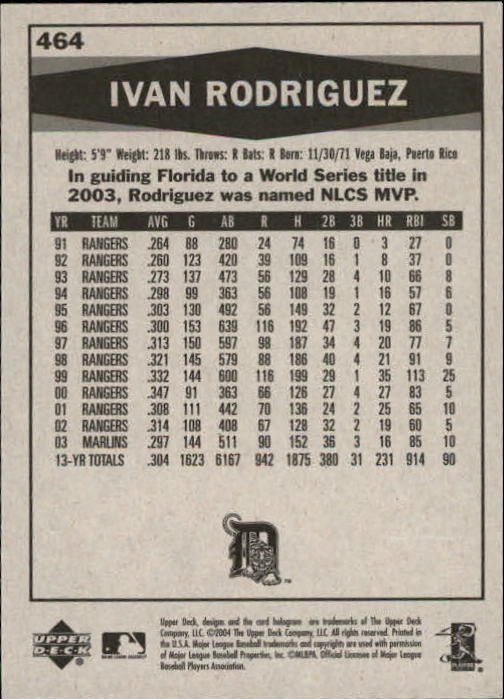 464
IVAN RODRIGUEZ
Height: 5'9" Weight: 218 lbs. Throws: R Bats: R Born: 11/30/71 Vega Baja, Puerto Rico
In guiding Florida to a World Series title in
2003, Rodriguez was named NLCS MVP.
YR TEAM AVG G AB R H 2B 3B HR RBI SB
91 RANGERS .264 88 280 24 74 16 0 3 27 0
92 RANGERS .260 123 420 39 109 16 1 8 37 0
93 RANGERS .273 137 473 56 129 28 4 10 66 8
94 RANGERS .298 99 363 56 108 19 1 16 57 6
95 RANGERS .303 130 492 56 149 32 2 12 67 0
96 RANGERS .300 153 639 116 192 47 3 19 86 5
97 RANGERS .313 150 597 98 187 34 4 20 77 7
98 RANGERS .321 145 579 88 186 40 4 21 91 9
99 RANGERS .332 144 600 116 199 29 1 35 113 25
00 RANGERS .347 91 363 66 126 27 4 27 83 5
01 RANGERS .308 111 442 70 136 24 2 25 65 10
02 RANGERS .314 108 408 67 128 32 2 19 60 5
03 MARLINS .297 144 511 90 152 36 3 16 85 10
13-YR TOTALS .304 1623 6167 942 1875 380 31 231 914 90
D
UPPER
D·E·C·K
Upper Deck, designs and the card hologram are trademarks of The Upper Deck
Company, LLC. ©2004 The Upper Deck Company, LLC. All rights reserved. Printed in
the U.S.A. Major League Baseball trademarks and copyrights are used with permission
of Major League Baseball Properties, Inc. ©MLBPA. Official Licensee of Major League
Baseball Players Association.